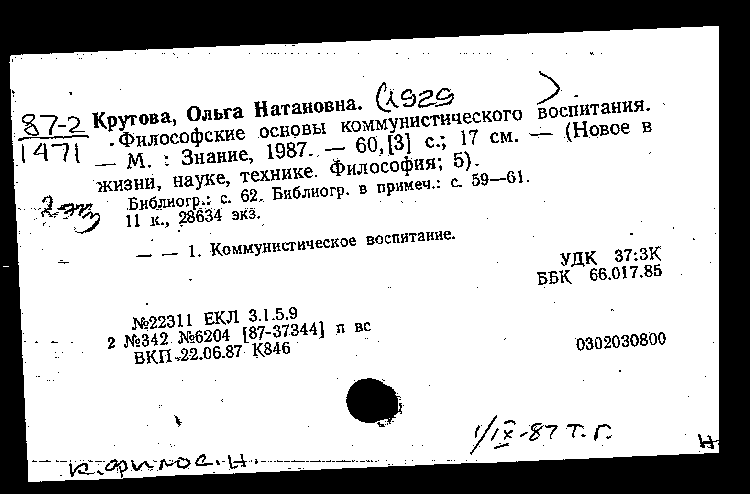 87-2
1471
Крутова, Ольга Натановна. (1929 )
Философские основы коммунистического воспитания.
— М. : Знание, 1987. — 60,[3] с.; 17 см. — (Новое в
жизни, науке, технике. Философия; 5).
Библиогр.: с. 62. Библиогр. в примеч.: с. 59—61.
11 к., 28634 экз.
2 экз
— — 1. Коммунистическое воспитание.
УДК 37:3К
ББК 66.017.85
№22311 ЕКЛ 3.1.5.9
2 №342 №6204 [87-37344] п вс
ВКП 22.06.87 К846
0302030800
1/IX-87 Т. Г.
к. филос. н.
Н